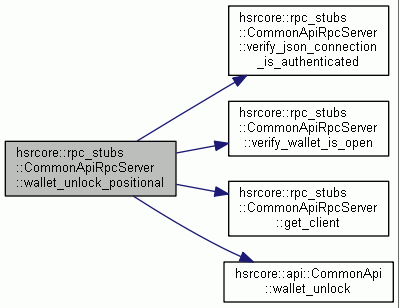 hsrcore::rpc_stubs
::CommonApiRpcServer
::verify_json_connection
_is_authenticated
hsrcore::rpc_stubs
::CommonApiRpcServer
::verify_wallet_is_open
hsrcore::rpc_stubs
::CommonApiRpcServer
::wallet_unlock_positional
hsrcore::rpc_stubs
::CommonApiRpcServer
::get_client
hsrcore::api::CommonApi
::wallet_unlock